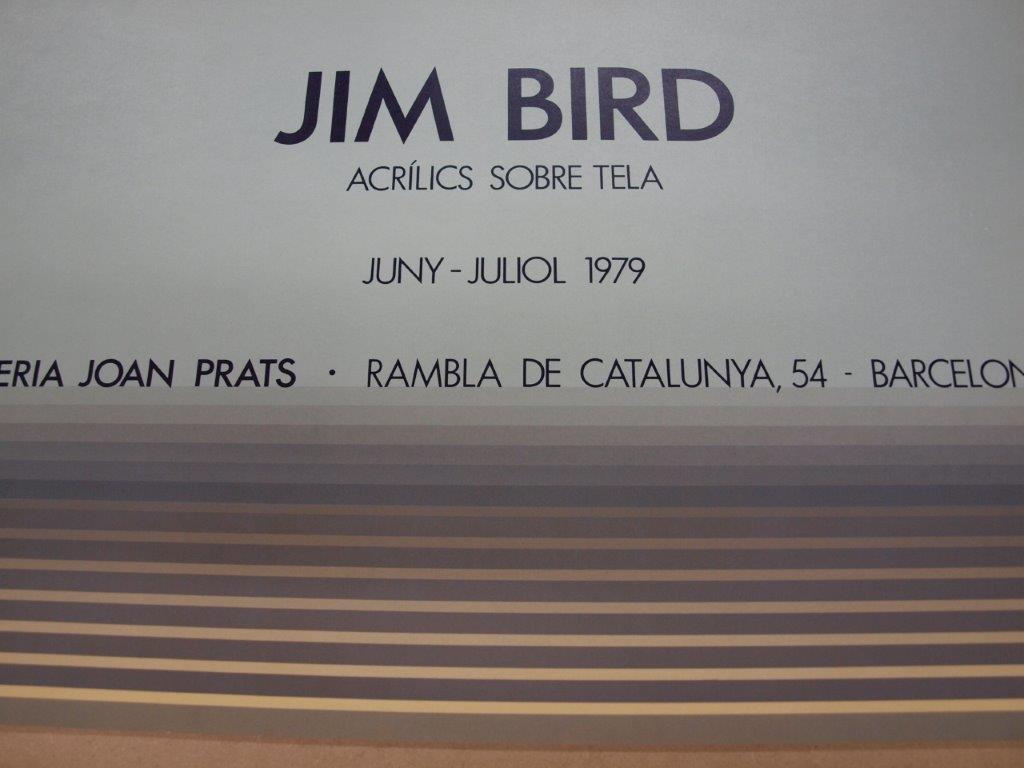 JIM BIRD
ACRÍLICS SOBRE TELA
JUNY - JULIOL 1979
ERIA JOAN PRATS · RAMBLA DE CATALUNYA, 54 - BARCELON